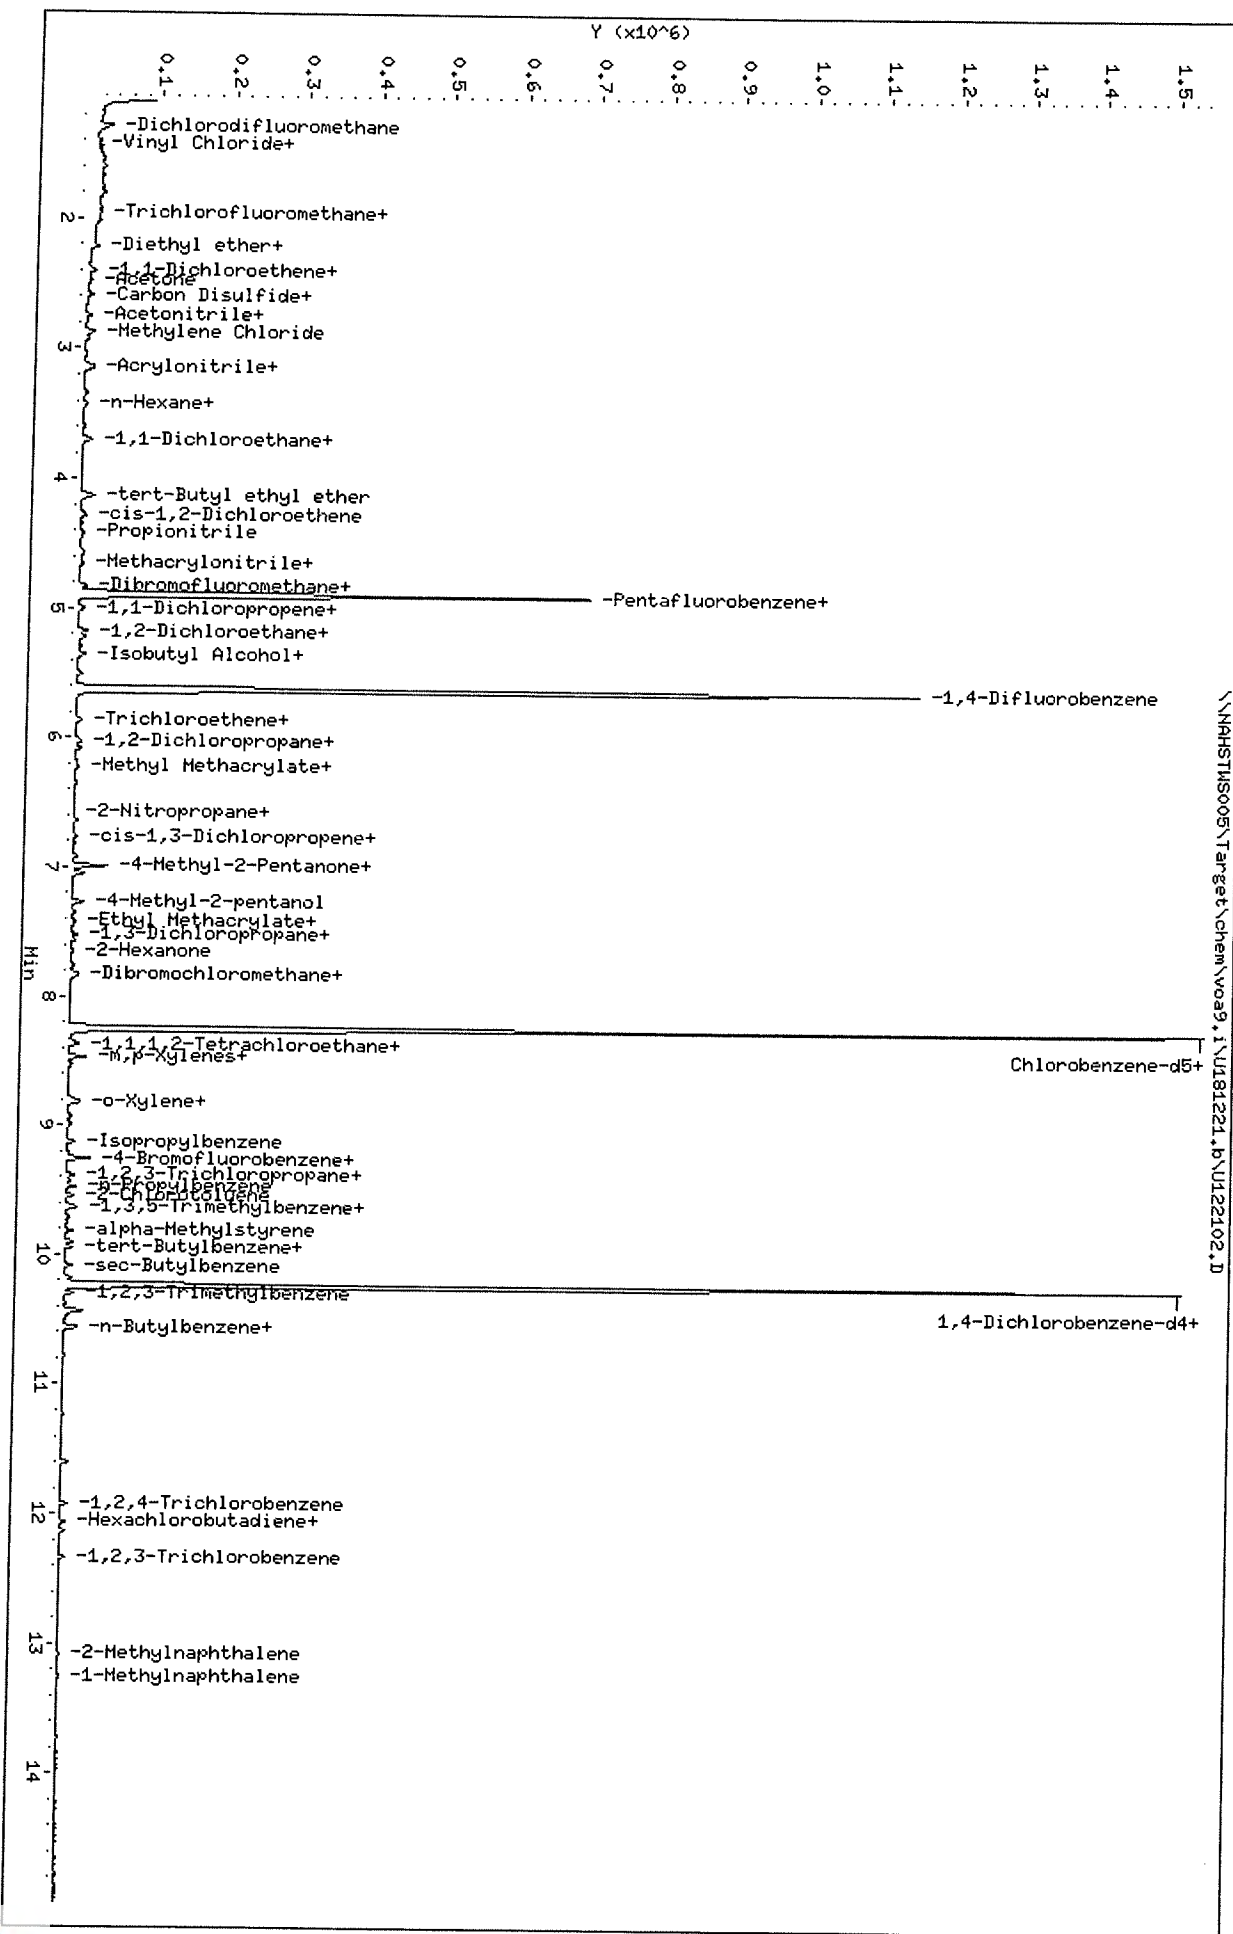 \\NAHSTWS005\Target\chem\voa9.i\U181221.b\U122102.D
Y (x10^6)
0.1
0.2
0.3
0.4
0.5
0.6
0.7
0.8
0.9
1.0
1.1
1.2
1.3
1.4
1.5
-Dichlorodifluoromethane
-Vinyl Chloride+
2
-Trichlorofluoromethane+
-Diethyl ether+
-1,1-Dichloroethene+
-Acetone
-Carbon Disulfide+
-Acetonitrile+
-Methylene Chloride
3
-Acrylonitrile+
-n-Hexane+
-1,1-Dichloroethane+
4
-tert-Butyl ethyl ether
-cis-1,2-Dichloroethene
-Propionitrile
-Methacrylonitrile+
-Dibromofluoromethane+
-Pentafluorobenzene+
5
-1,1-Dichloropropene+
-1,2-Dichloroethane+
-Isobutyl Alcohol+
-1,4-Difluorobenzene
-Trichloroethene+
6
-1,2-Dichloropropane+
-Methyl Methacrylate+
-2-Nitropropane+
-cis-1,3-Dichloropropene+
7
-4-Methyl-2-Pentanone+
-4-Methyl-2-pentanol
-Ethyl Methacrylate+
-1,3-Dichloropropane+
-2-Hexanone
Min
-Dibromochloromethane+
8
-1,1,1,2-Tetrachloroethane+
-m,p-Xylenes+
Chlorobenzene-d5+
-o-Xylene+
9
-Isopropylbenzene
-4-Bromofluorobenzene+
-1,2,3-Trichloropropane+
-n-Propylbenzene
-2-Chlorotoluene
-1,3,5-Trimethylbenzene+
-alpha-Methylstyrene
-tert-Butylbenzene+
10
-sec-Butylbenzene
-1,2,3-Trimethylbenzene
1,4-Dichlorobenzene-d4+
-n-Butylbenzene+
11
-1,2,4-Trichlorobenzene
12
-Hexachlorobutadiene+
-1,2,3-Trichlorobenzene
13
-2-Methylnaphthalene
-1-Methylnaphthalene
14